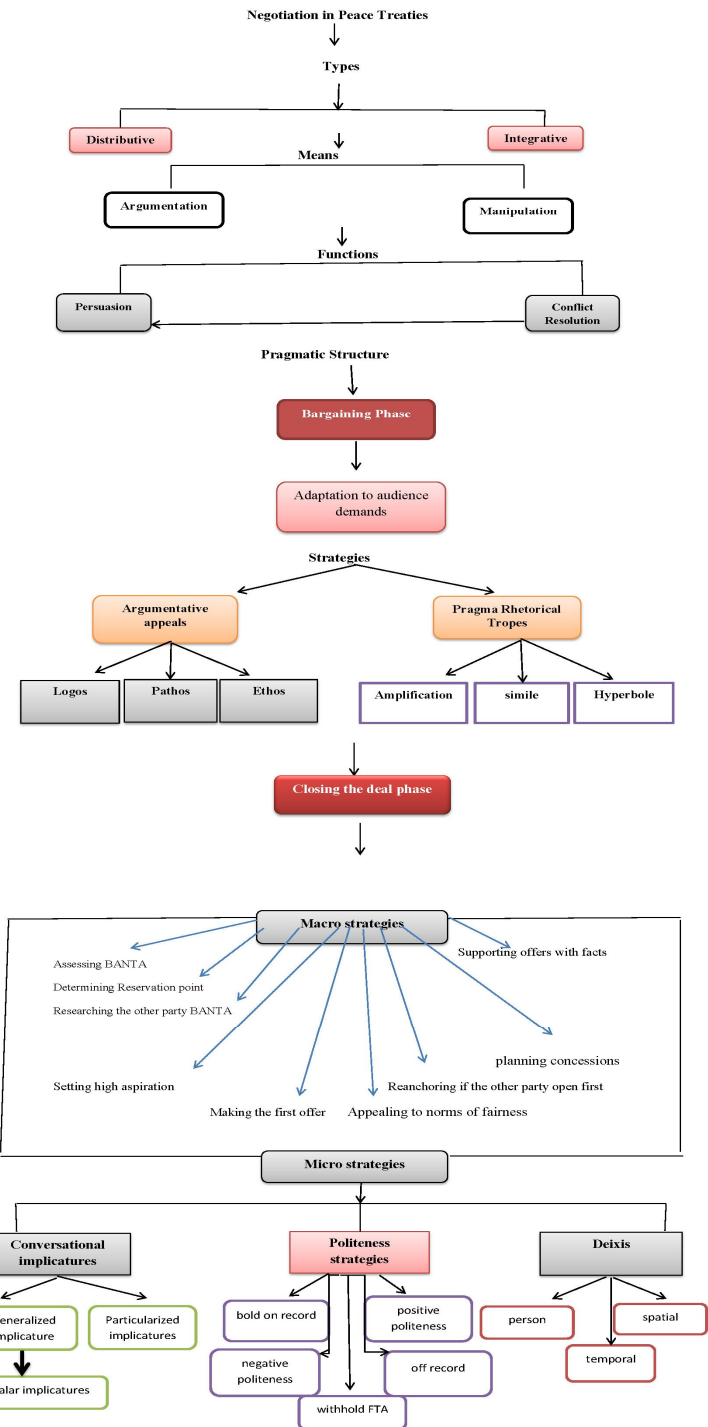 Negotiation in Peace Treaties
Types
Distributive
Integrative
Means
Argumentation
Manipulation
Functions
Persuasion
Conflict
Resolution
Pragmatic Structure
Bargaining Phase
Adaptation to audience
demands
Strategies
Argumentative
appeals
Pragma Rhetorical
Tropes
Logos
Pathos
Ethos
Amplification
simile
Hyperbole
Closing the deal phase
Macro strategies
Supporting offers with facts
Assessing BANTA
Determining Reservation point
Researching the other party BANTA
planning concessions
Setting high aspiration
Reanchoring if the other party open first
Making the first offer
Appealing to norms of fairness
Micro strategies
Conversational
implicatures
Politeness
strategies
Deixis
eneralized
mplicature
Particularized
implicatures
bold on record
positive
politeness
person
spatial
negative
politeness
off record
temporal
alar implicatures
withhold FTA